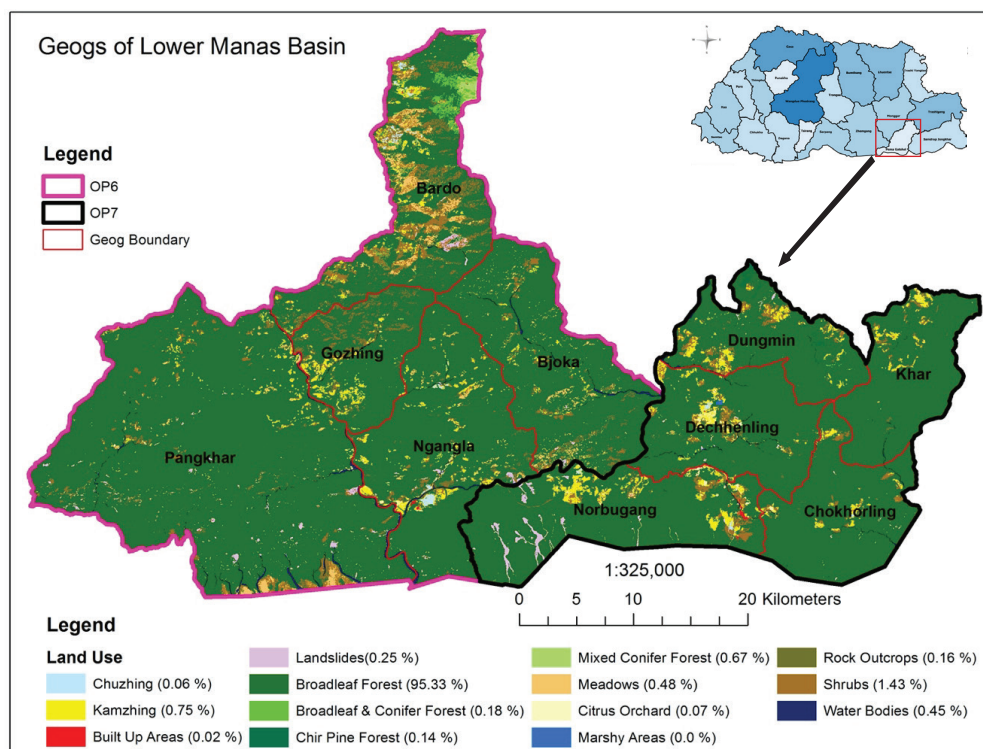 Geogs of Lower Manas Basin
Legend
OP6
OP7
Geog Boundary
Bardo
Gozhing
Bjoka
Pangkhar
Ngangla
Dungmin
Khar
Dechhenling
Norbugang
Chokhorling
1:325,000
0 5 10 20 Kilometers
Legend
Land Use
Chuzhing (0.06 %)
Kamzhing (0.75 %)
Built Up Areas (0.02 %)
Landslides(0.25 %)
Broadleaf Forest (95.33 %)
Broadleaf & Conifer Forest (0.18 %)
Chir Pine Forest (0.14 %)
Mixed Conifer Forest (0.67 %)
Meadows (0.48 %)
Citrus Orchard (0.07 %)
Marshy Areas (0.0 %)
Rock Outcrops (0.16 %)
Shrubs (1.43 %)
Water Bodies (0.45 %)